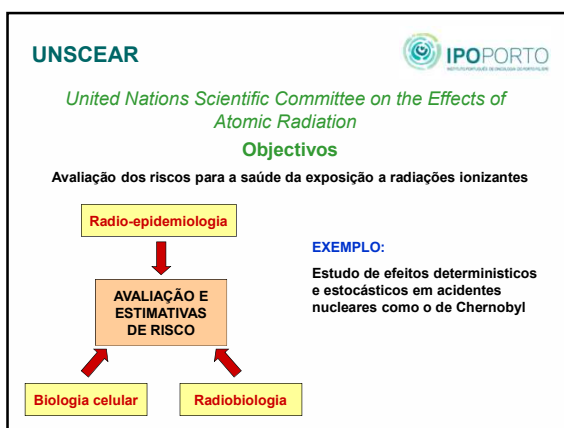 UNSCEAR
IPOPORTO
United Nations Scientific Committee on the Effects of
Atomic Radiation
Objectivos
Avaliação dos riscos para a saúde da exposição a radiações ionizantes
Radio-epidemiologia
EXEMPLO:
Estudo de efeitos deterministicos
e estocásticos em acidentes
nucleares como o de Chernobyl
AVALIAÇÃO E
ESTIMATIVAS
DE RISCO
Biologia celular
Radiobiologia